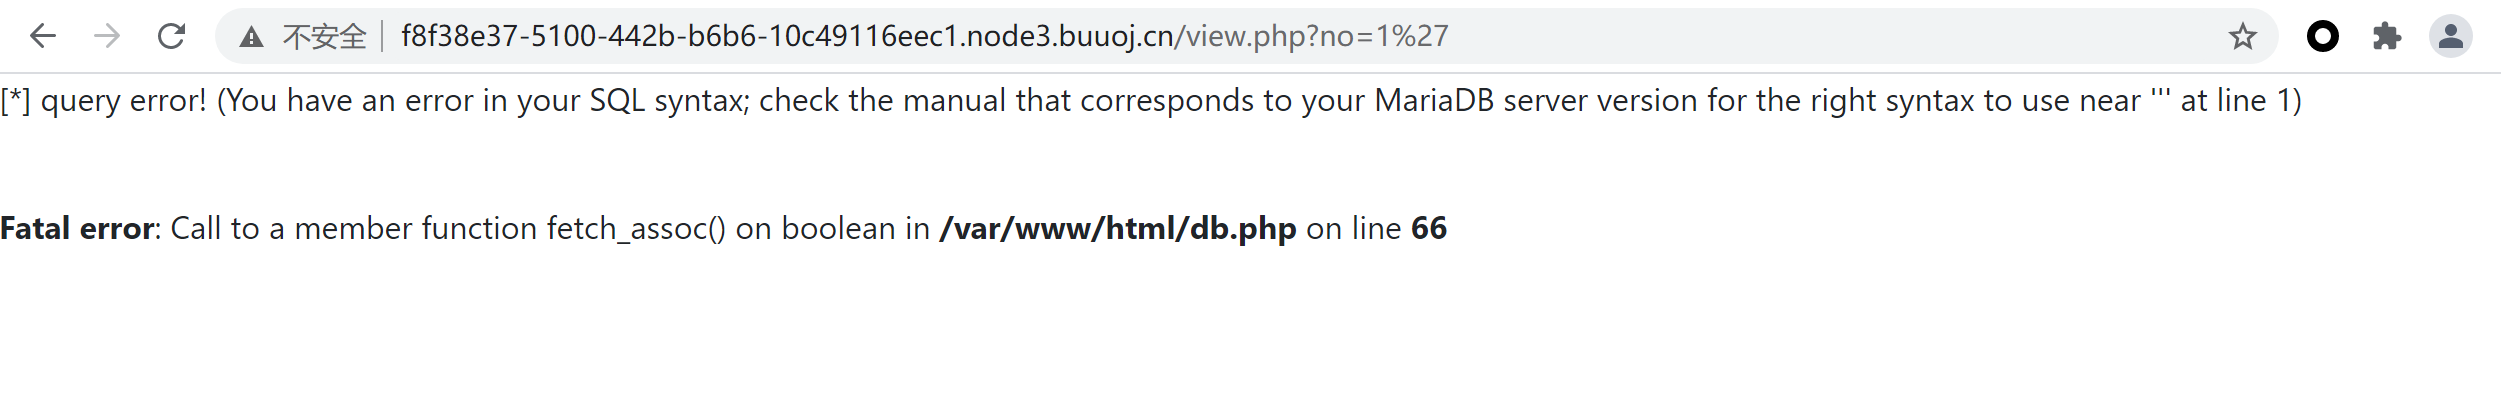 不安全 f8f38e37-5100-442b-b6b6-10c49116eec1.node3.buuoj.cn/view.php?no=1%27
[*] query error! (You have an error in your SQL syntax; check the manual that corresponds to your MariaDB server version for the right syntax to use near ''' at line 1)
Fatal error: Call to a member function fetch_assoc() on boolean in /var/www/html/db.php on line 66